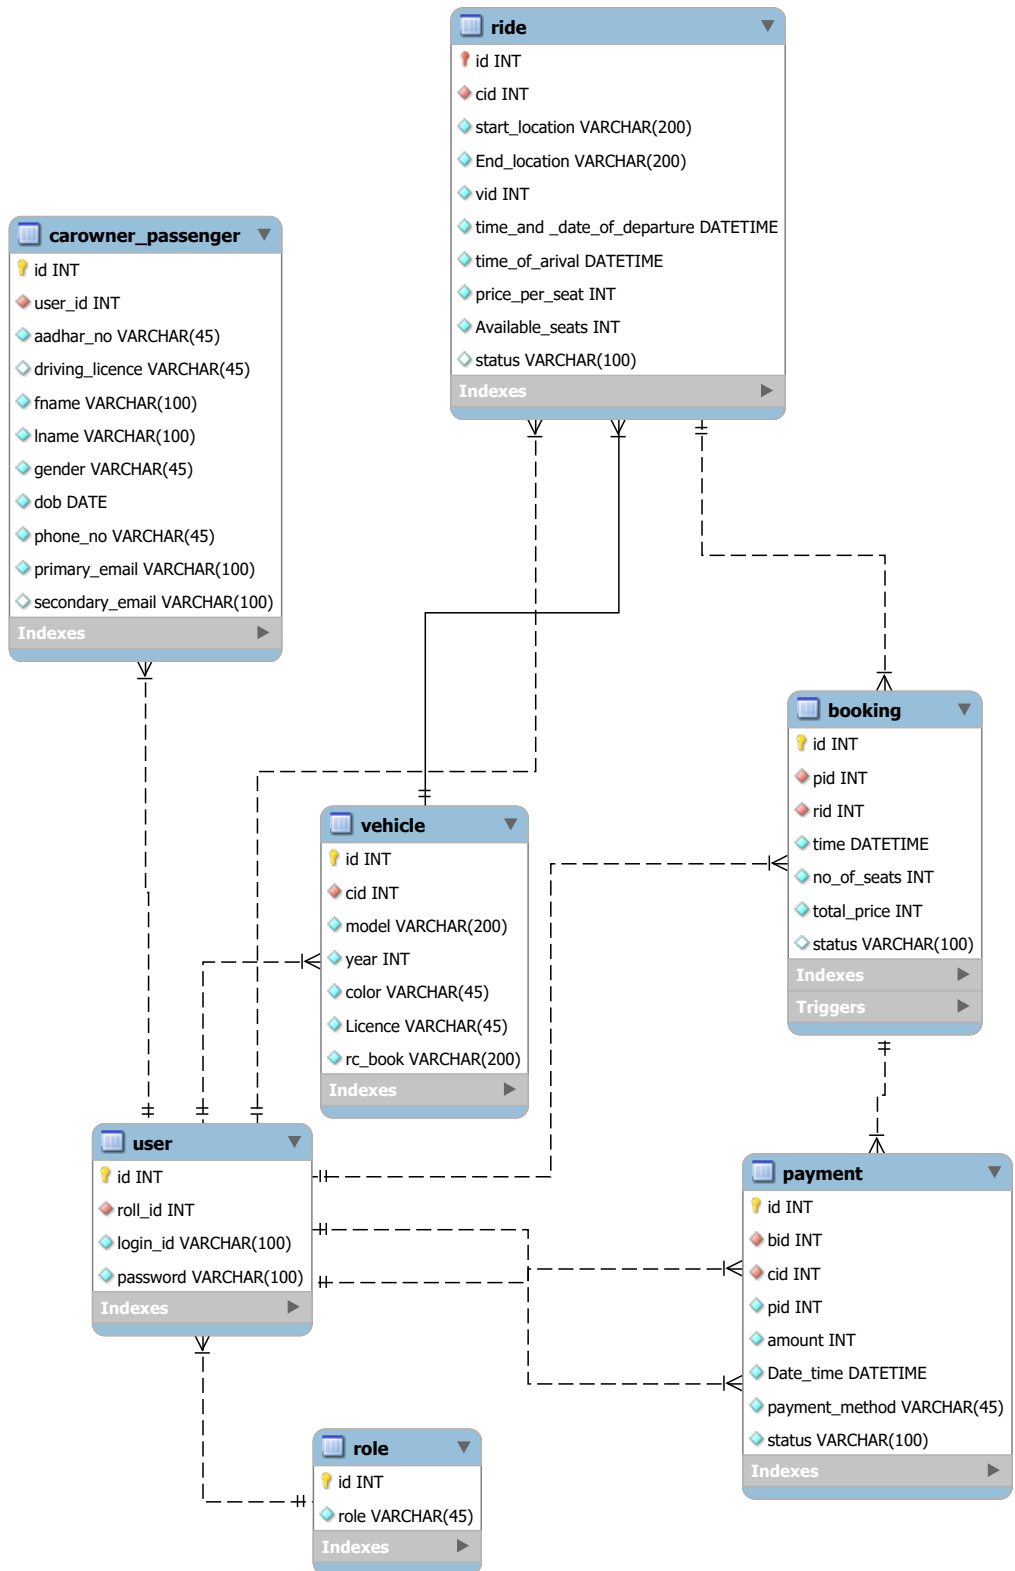 ride
id INT
cid INT
start_location VARCHAR(200)
End_location VARCHAR(200)
vid INT
time_and _date_of_departure DATETIME
time_of_arival DATETIME
price_per_seat INT
Available_seats INT
status VARCHAR(100)
Indexes
carowner_passenger
id INT
user_id INT
aadhar_no VARCHAR(45)
driving_licence VARCHAR(45)
fname VARCHAR(100)
lname VARCHAR(100)
gender VARCHAR(45)
dob DATE
phone_no VARCHAR(45)
primary_email VARCHAR(100)
secondary_email VARCHAR(100)
Indexes
booking
id INT
pid INT
rid INT
time DATETIME
no_of_seats INT
total_price INT
status VARCHAR(100)
Indexes
Triggers
vehicle
id INT
cid INT
model VARCHAR(200)
year INT
color VARCHAR(45)
Licence VARCHAR(45)
rc_book VARCHAR(200)
Indexes
user
id INT
roll_id INT
login_id VARCHAR(100)
password VARCHAR(100)
Indexes
payment
id INT
bid INT
cid INT
pid INT
amount INT
Date_time DATETIME
payment_method VARCHAR(45)
status VARCHAR(100)
Indexes
role
id INT
role VARCHAR(45)
Indexes